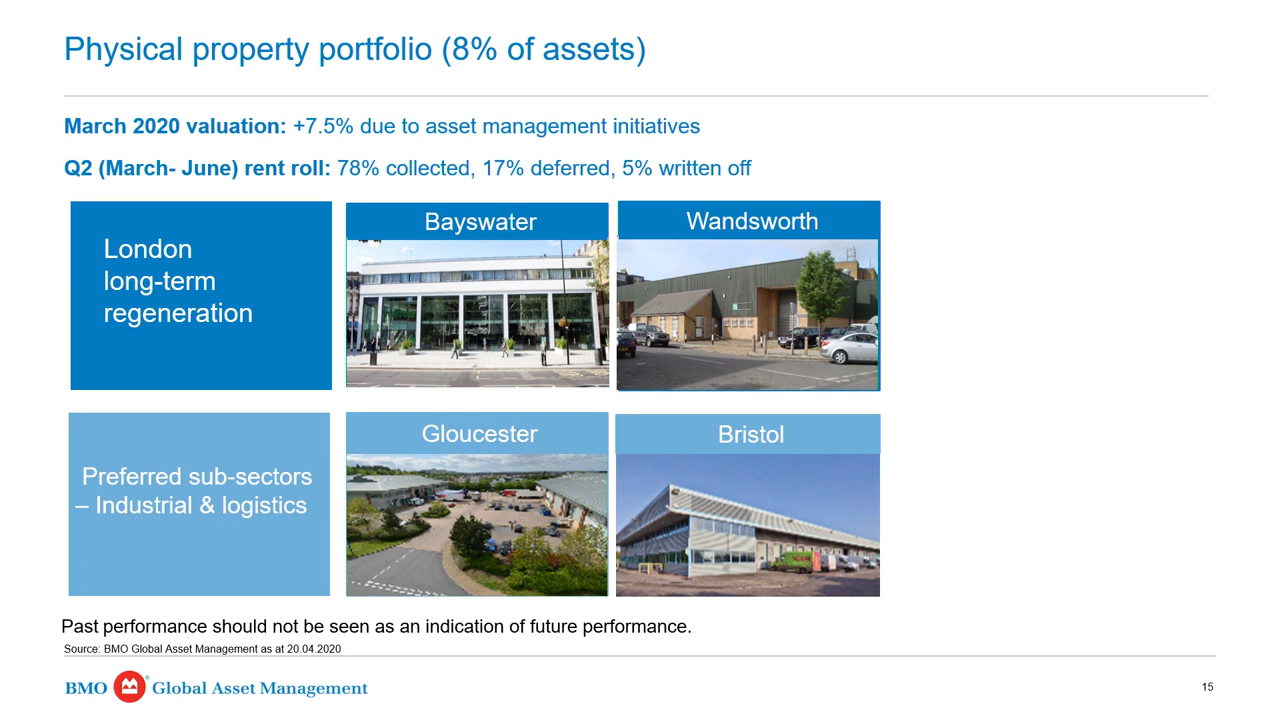 Physical property portfolio (8% of assets)
March 2020 valuation: +7.5% due to asset management initiatives
Q2 (March- June) rent roll: 78% collected, 17% deferred, 5% written off
London
long-term
regeneration
Bayswater
Wandsworth
Preferred sub-sectors
– Industrial & logistics
Gloucester
Bristol
Past performance should not be seen as an indication of future performance.
Source: BMO Global Asset Management as at 20.04.2020
BMO Global Asset Management
15